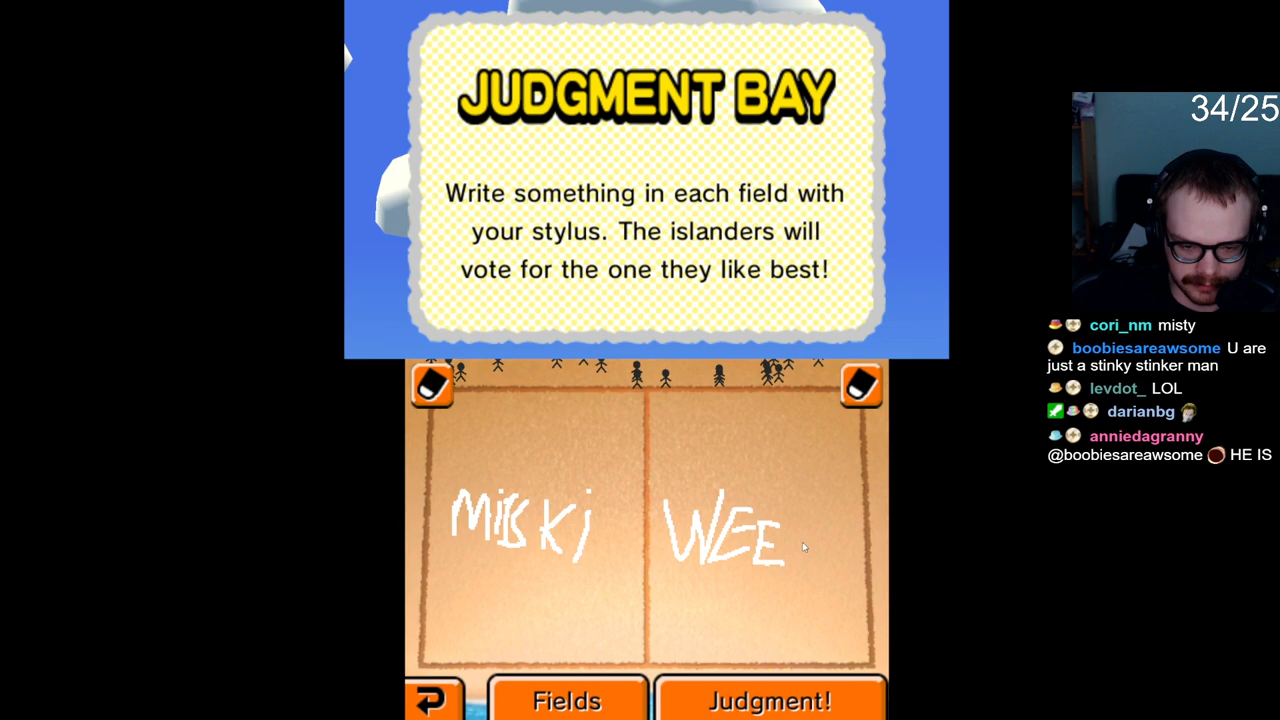 JUDGMENT BAY
Write something in each field with
your stylus. The islanders will
vote for the one they like best!
34/25
cori_nm misty
boobiesareawsome U are
just a stinky stinker man
levdot_ LOL
darianbg
anniedagranny
@boobiesareawsome HE IS
WEE
Fields
Judgment!